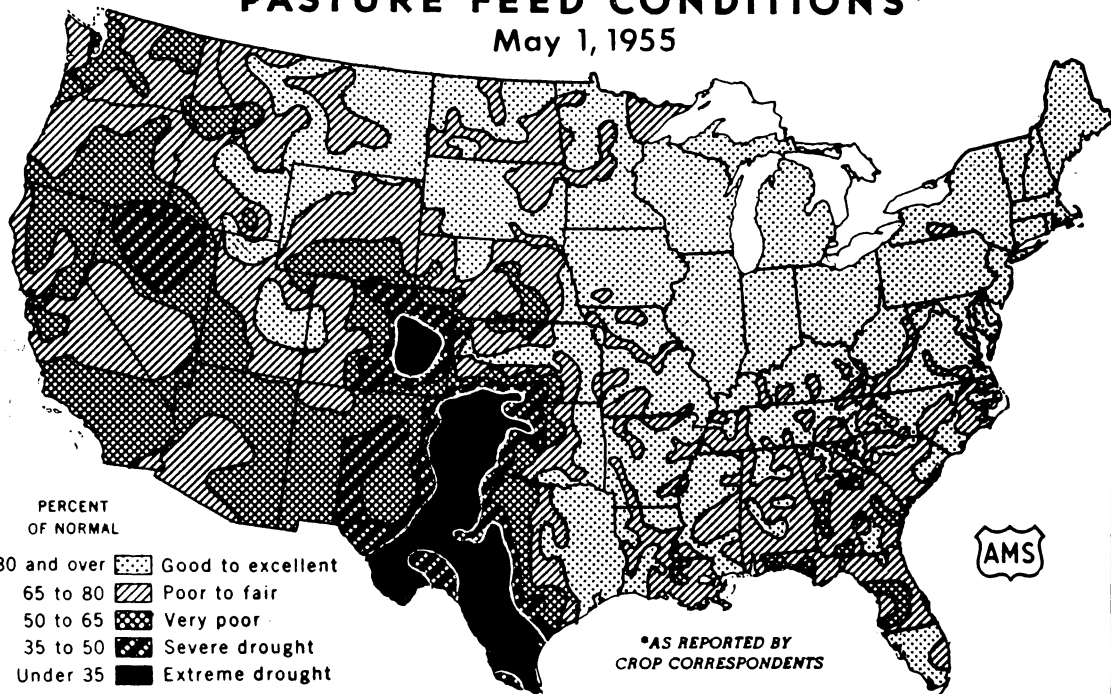 PASTURE FEED CONDITIONS*
May 1, 1955
PERCENT
OF NORMAL
80 and over Good to excellent
65 to 80 Poor to fair
50 to 65 Very poor
35 to 50 Severe drought
Under 35 Extreme drought
*AS REPORTED BY
CROP CORRESPONDENTS
AMS